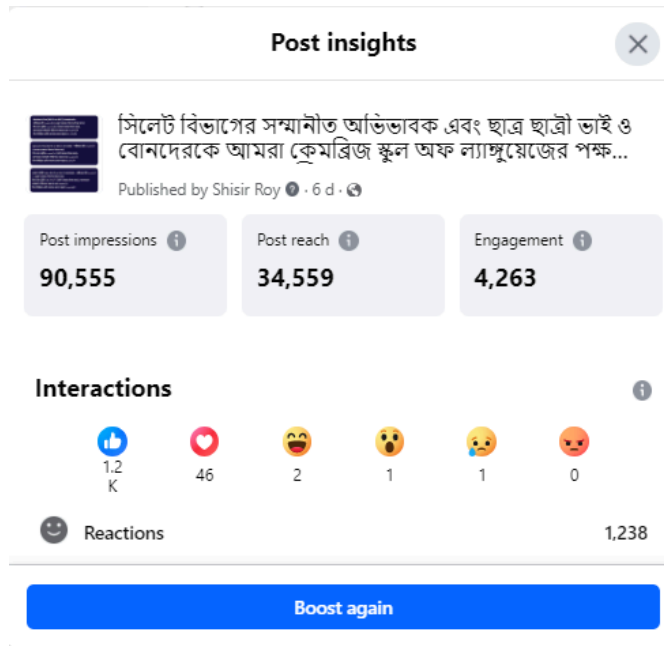 Post insights
সিলেট বিভাগের সম্মানীত অভিভাবক এবং ছাত্র ছাত্রী ভাই ও
বোনদেরকে আমরা কেমব্রিজ স্কুল অফ ল্যাঙ্গুয়েজের পক্ষ...
Published by Shisir Roy · 6 d ·
Post impressions Post reach Engagement
90,555 34,559 4,263
Interactions
1.2 K 46 2 1 1 0
Reactions 1,238
Boost again